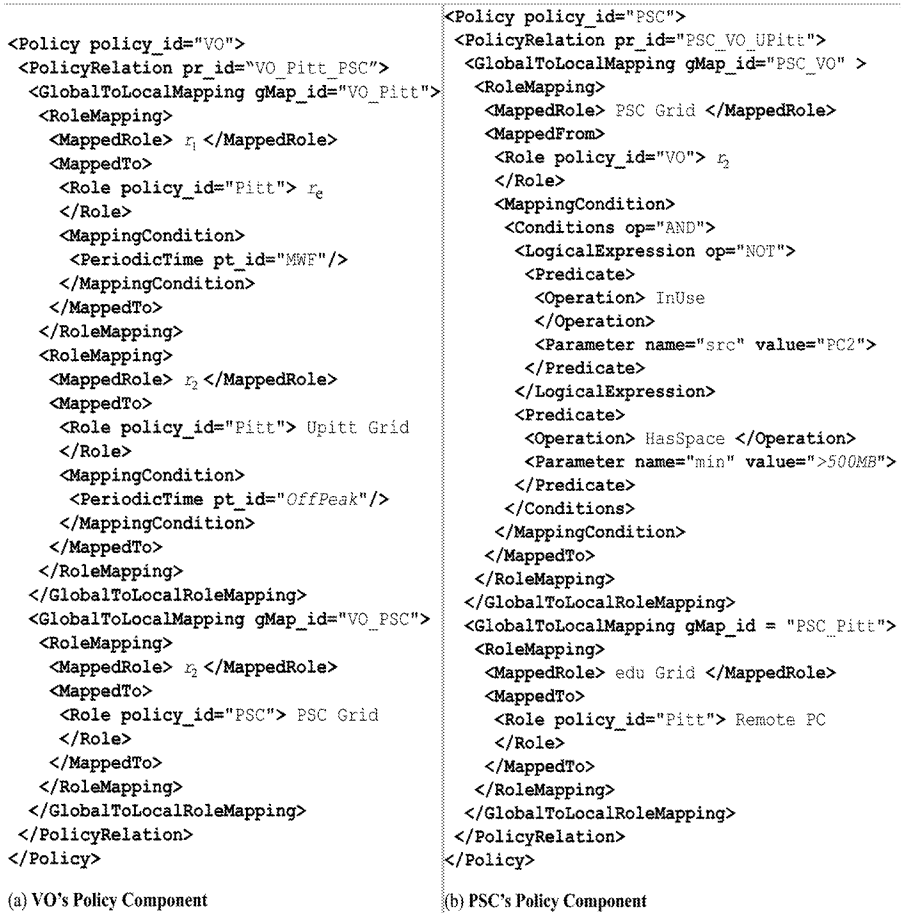 <Policy policy_id="VO">
<PolicyRelation pr_id="VO_Pitt_PSC">
<GlobalToLocalMapping gMap_id="VO_Pitt">
<RoleMapping>
<MappedRole> r1 </MappedRole>
<MappedTo>
<Role policy_id="Pitt"> re
</Role>
<MappingCondition>
<PeriodicTime pt_id="MWF"/>
</MappingCondition>
</MappedTo>
</RoleMapping>
<RoleMapping>
<MappedRole> r2 </MappedRole>
<MappedTo>
<Role policy_id="Pitt"> Upitt Grid
</Role>
<MappingCondition>
<PeriodicTime pt_id="OffPeak"/>
</MappingCondition>
</MappedTo>
</RoleMapping>
</GlobalToLocalRoleMapping>
<GlobalToLocalMapping gMap_id="VO_PSC">
<RoleMapping>
<MappedRole> r2 </MappedRole>
<MappedTo>
<Role policy_id="PSC"> PSC Grid
</Role>
</MappedTo>
</RoleMapping>
</GlobalToLocalRoleMapping>
</PolicyRelation>
</Policy>
(a) VO's Policy Component
<Policy policy_id="PSC">
<PolicyRelation pr_id="PSC_VO_UPitt">
<GlobalToLocalMapping gMap_id="PSC_VO" >
<RoleMapping>
<MappedRole> PSC Grid </MappedRole>
<MappedFrom>
<Role policy_id="VO"> r2
</Role>
<MappingCondition>
<Conditions op="AND">
<LogicalExpression op="NOT">
<Predicate>
<Operation> InUse
</Operation>
<Parameter name="src" value="PC2">
</Predicate>
</LogicalExpression>
<Predicate>
<Operation> HasSpace </Operation>
<Parameter name="min" value=">500MB">
</Predicate>
</Conditions>
</MappingCondition>
</MappedTo>
</RoleMapping>
</GlobalToLocalRoleMapping>
<GlobalToLocalMapping gMap_id = "PSC_Pitt">
<RoleMapping>
<MappedRole> edu Grid </MappedRole>
<MappedTo>
<Role policy_id="Pitt"> Remote PC
</Role>
</MappedTo>
</RoleMapping>
</GlobalToLocalRoleMapping>
</PolicyRelation>
</Policy>
(b) PSC's Policy Component